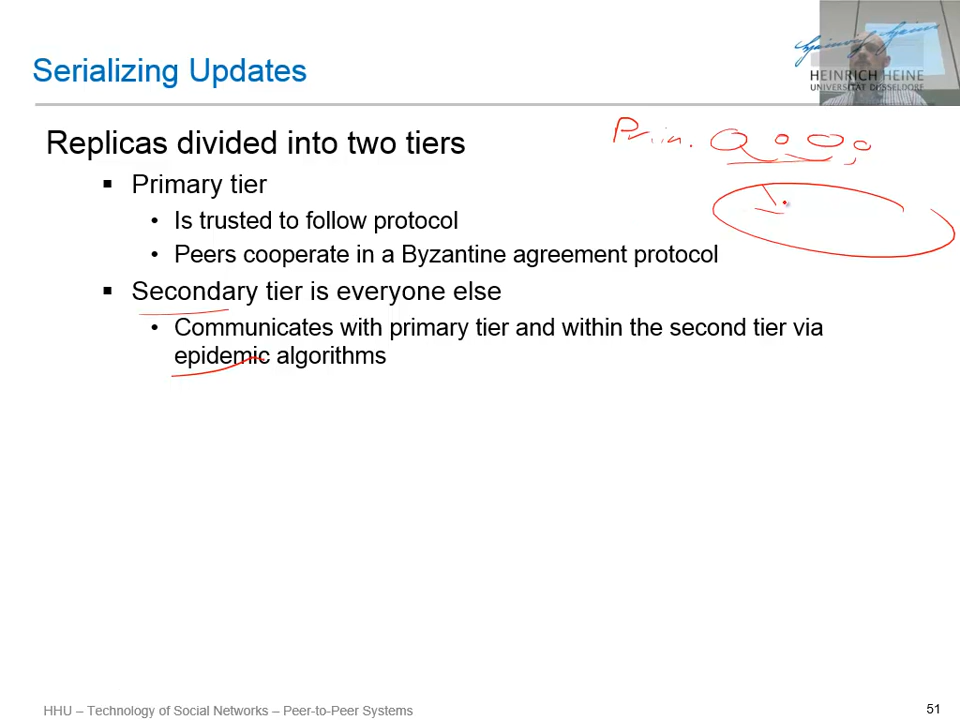 Serializing Updates
HEINRICH HEINE
UNIVERSITÄT DÜSSELDORF
Replicas divided into two tiers
Prim.
▪ Primary tier
• Is trusted to follow protocol
• Peers cooperate in a Byzantine agreement protocol
▪ Secondary tier is everyone else
• Communicates with primary tier and within the second tier via
epidemic algorithms
HHU – Technology of Social Networks – Peer-to-Peer Systems
51